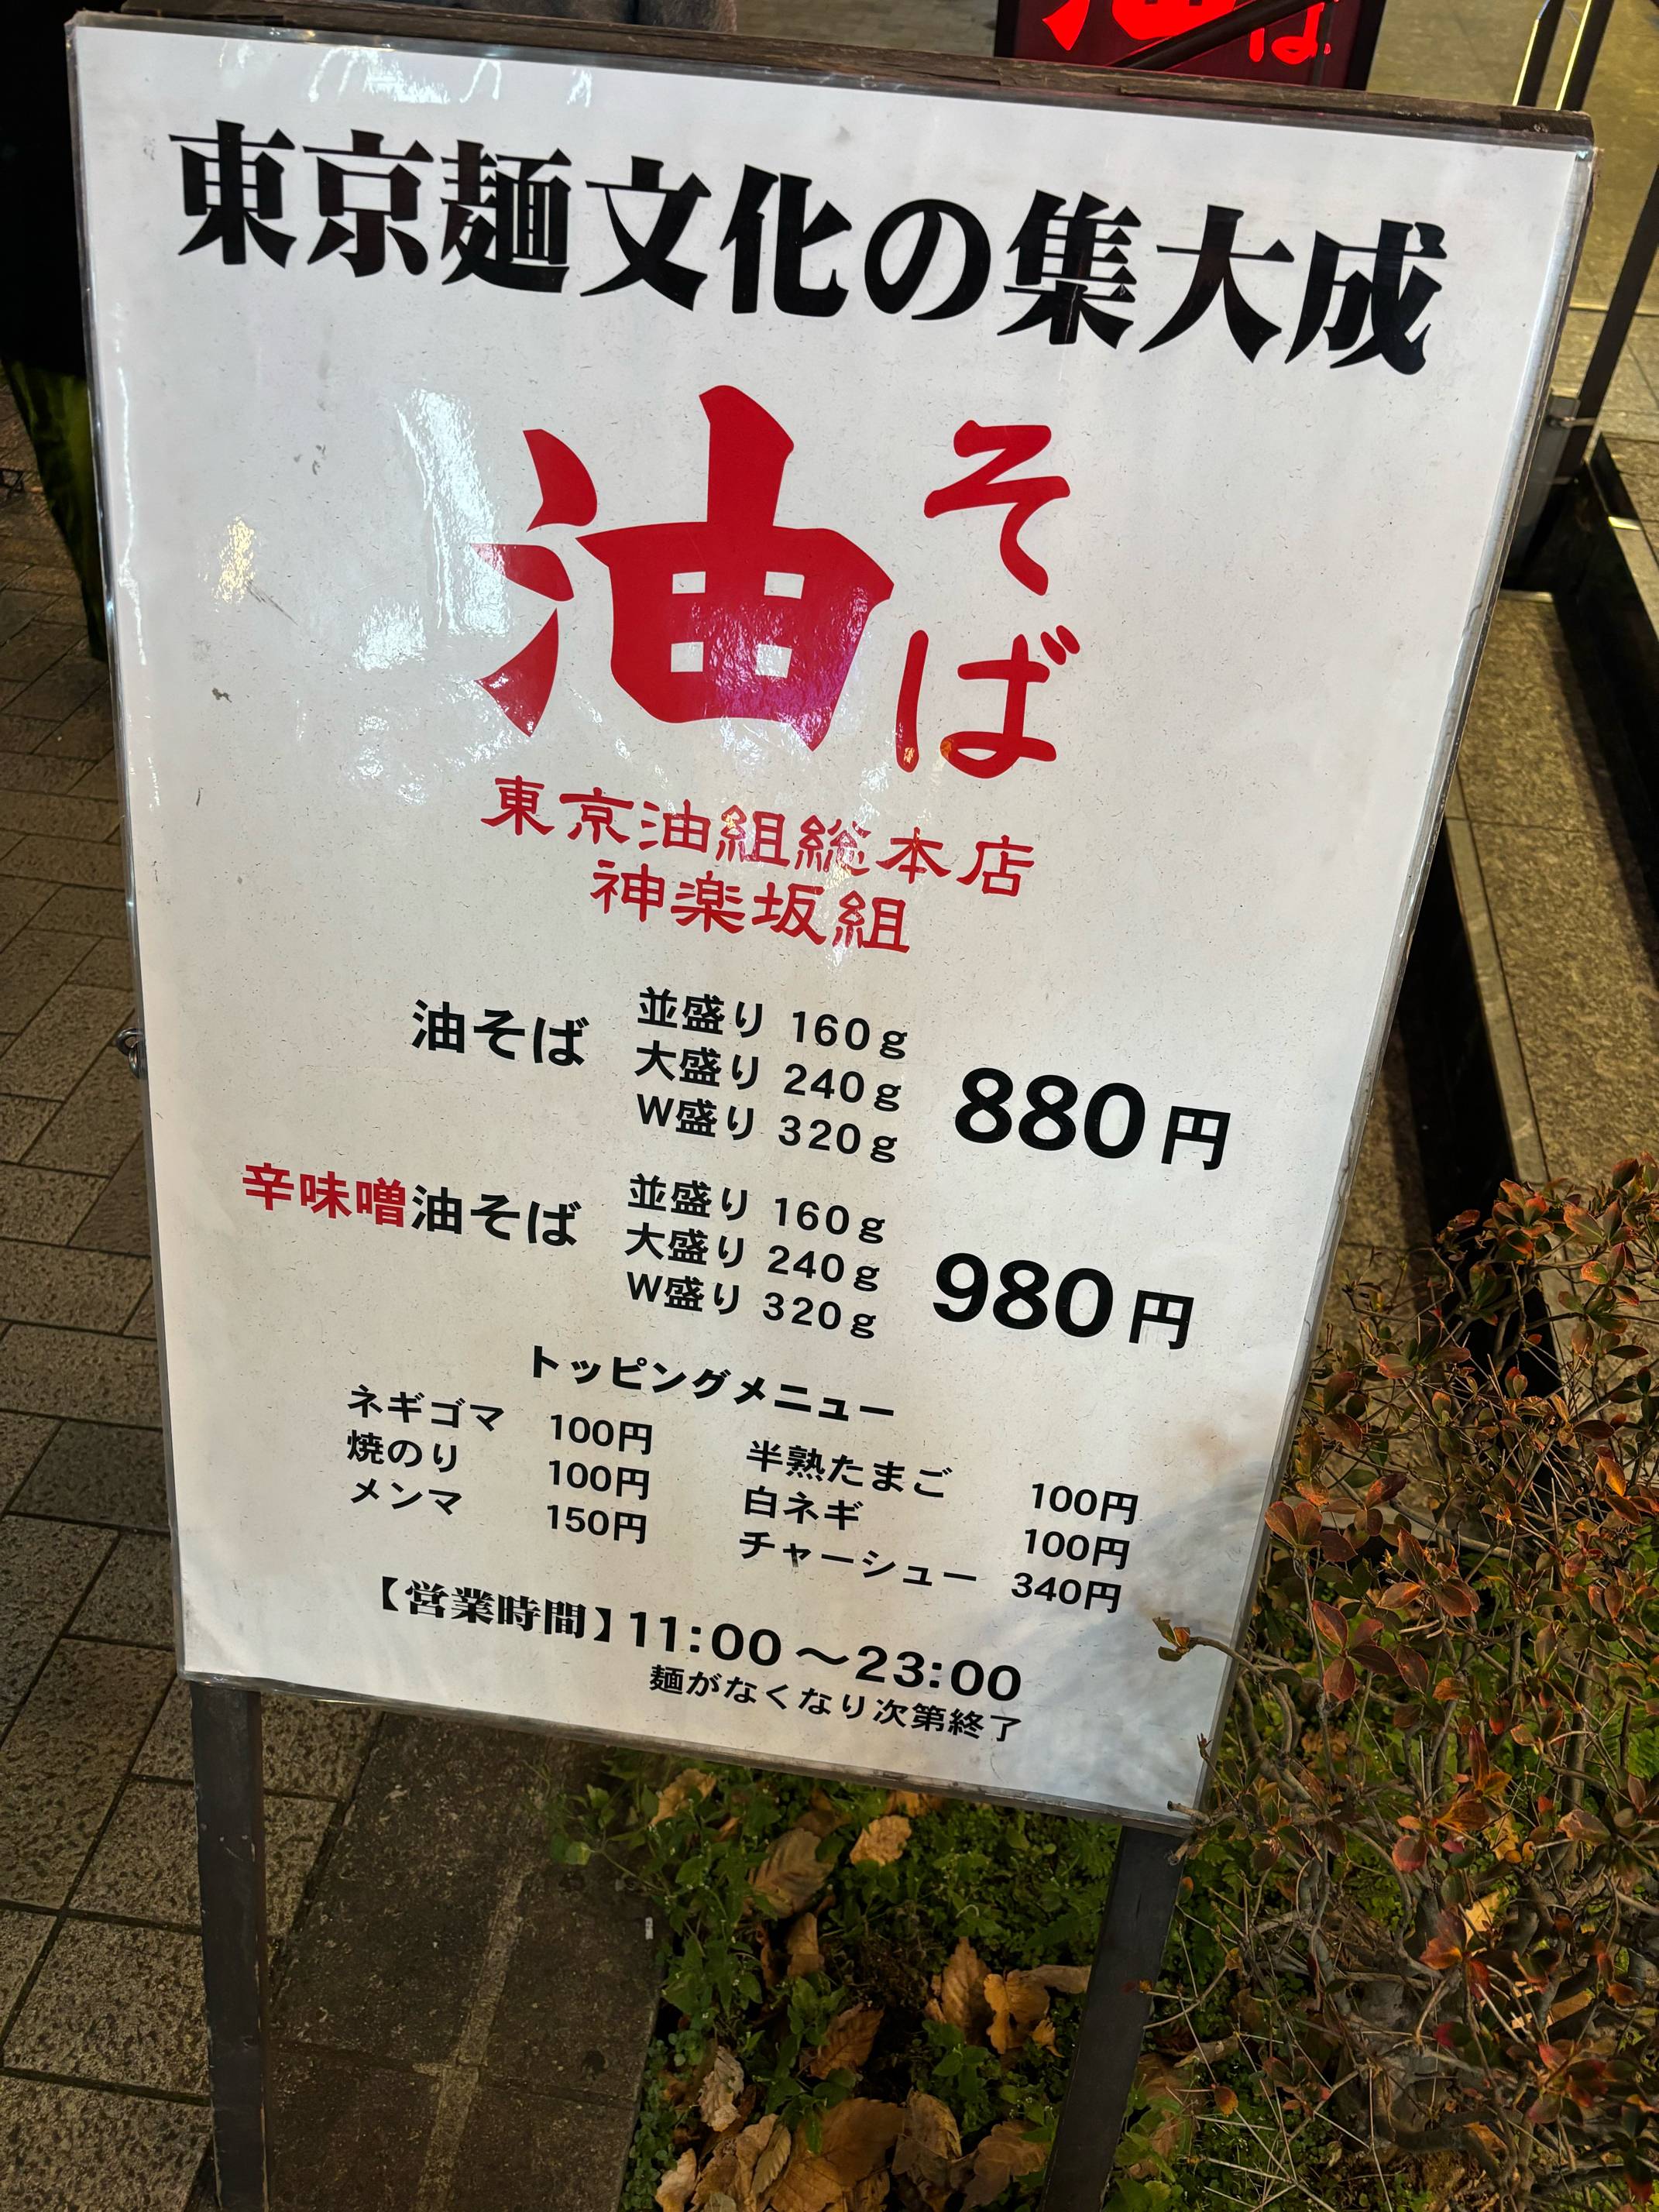 油そば
東京麺文化の集大成
油そば
東京油組総本店
神楽坂組
油そば
並盛り 160g
大盛り 240g
W盛り 320g
880円
辛味噌油そば
並盛り 160g
大盛り 240g
W盛り 320g
980円
トッピングメニュー
ネギゴマ 100円
焼のり 100円
メンマ 150円
半熟たまご 100円
白ネギ 100円
チャーシュー 340円
【営業時間】11:00～23:00
麺がなくなり次第終了